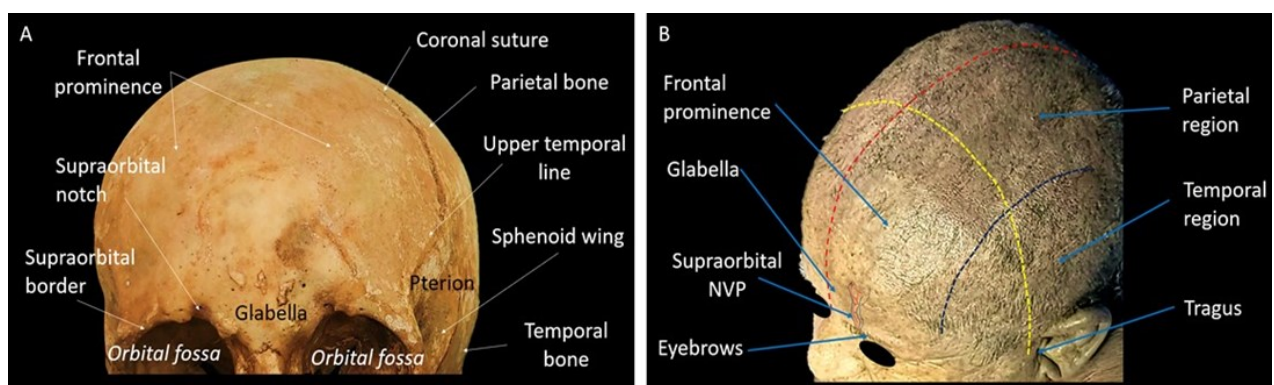 A
Frontal
prominence
Coronal suture
Parietal bone
Upper temporal
line
Supraorbital
notch
Sphenoid wing
Supraorbital
border
Pterion
Glabella
Temporal
bone
Orbital fossa
Orbital fossa
B
Frontal
prominence
Parietal
region
Glabella
Temporal
region
Supraorbital
NVP
Tragus
Eyebrows